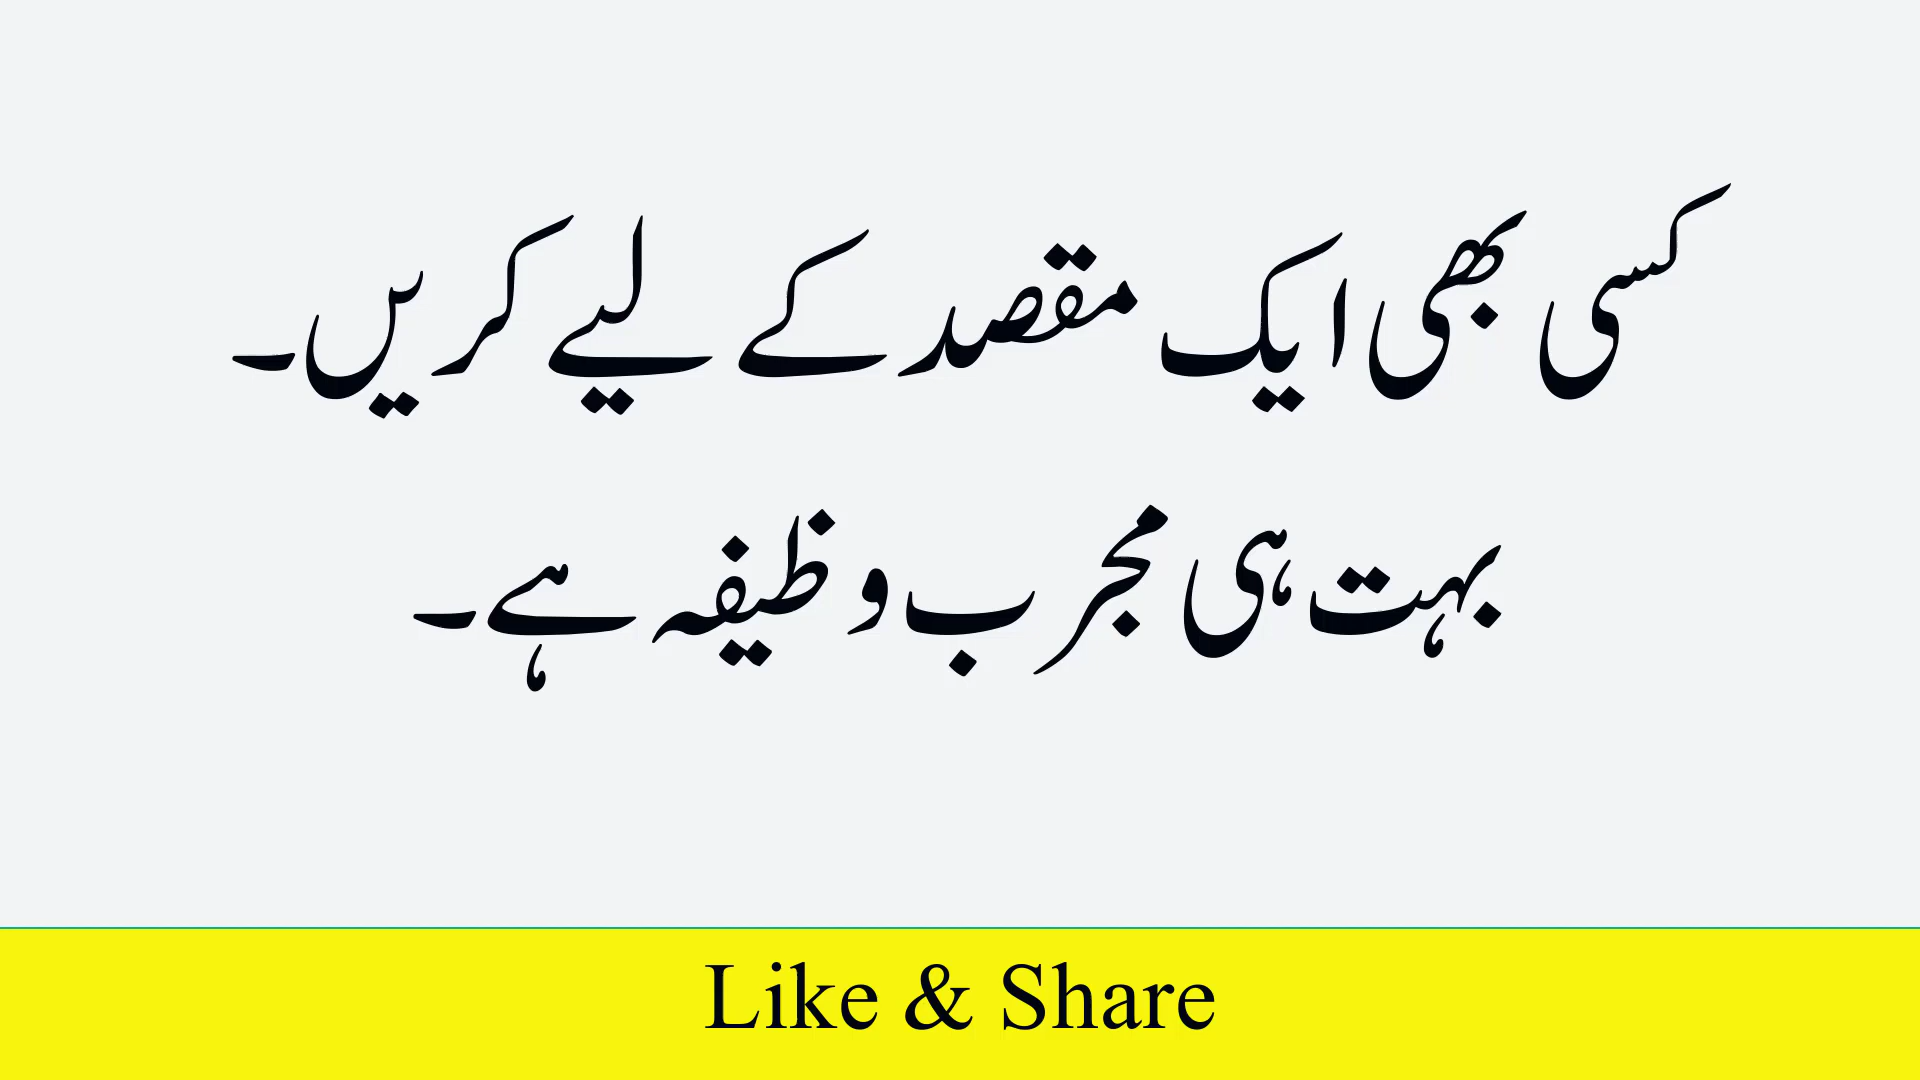 کسی بھی ایک مقصد کے لیے کریں۔
بہت ہی مجرب وظیفہ ہے۔
Like & Share